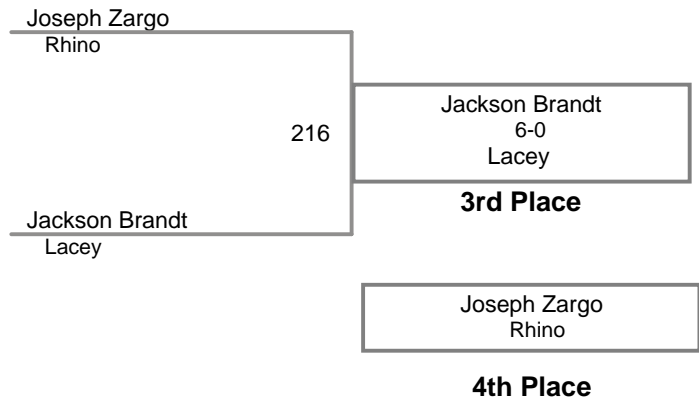 Joseph Zargo
Rhino
216
Jackson Brandt
6-0
Lacey
3rd Place
Jackson Brandt
Lacey
Joseph Zargo
Rhino
4th Place